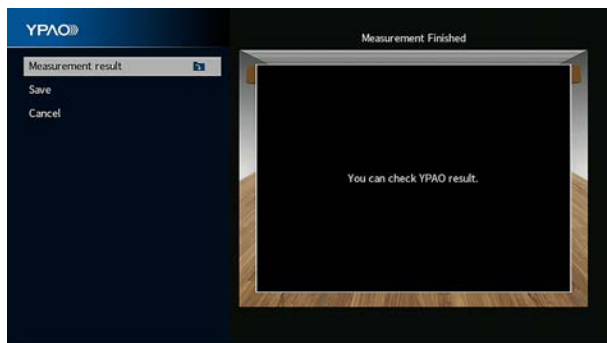 YPAO
Measurement Finished
Measurement result
Save
Cancel
You can check YPAO result.